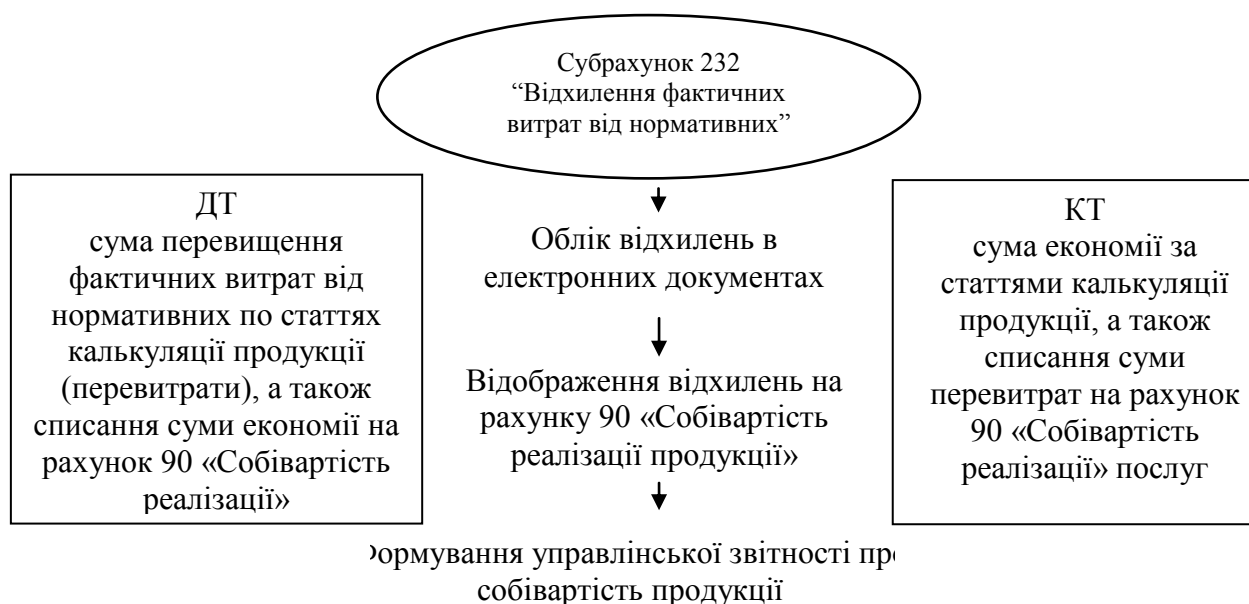 Субрахунок 232
“Відхилення фактичних
витрат від нормативних”
ДТ
сума перевищення
фактичних витрат від
нормативних по статтях
калькуляції продукції
(перевитрати), а також
списання суми економії на
рахунок 90 «Собівартість
реалізації»
Облік відхилень в
електронних документах
Відображення відхилень на
рахунку 90 «Собівартість
реалізації продукції»
управлінської звітності
собівартість продукції
КТ
сума економії за
статтями калькуляції
продукції, а також
списання суми
перевитрат на рахунок
90 «Собівартість
реалізації» послуг